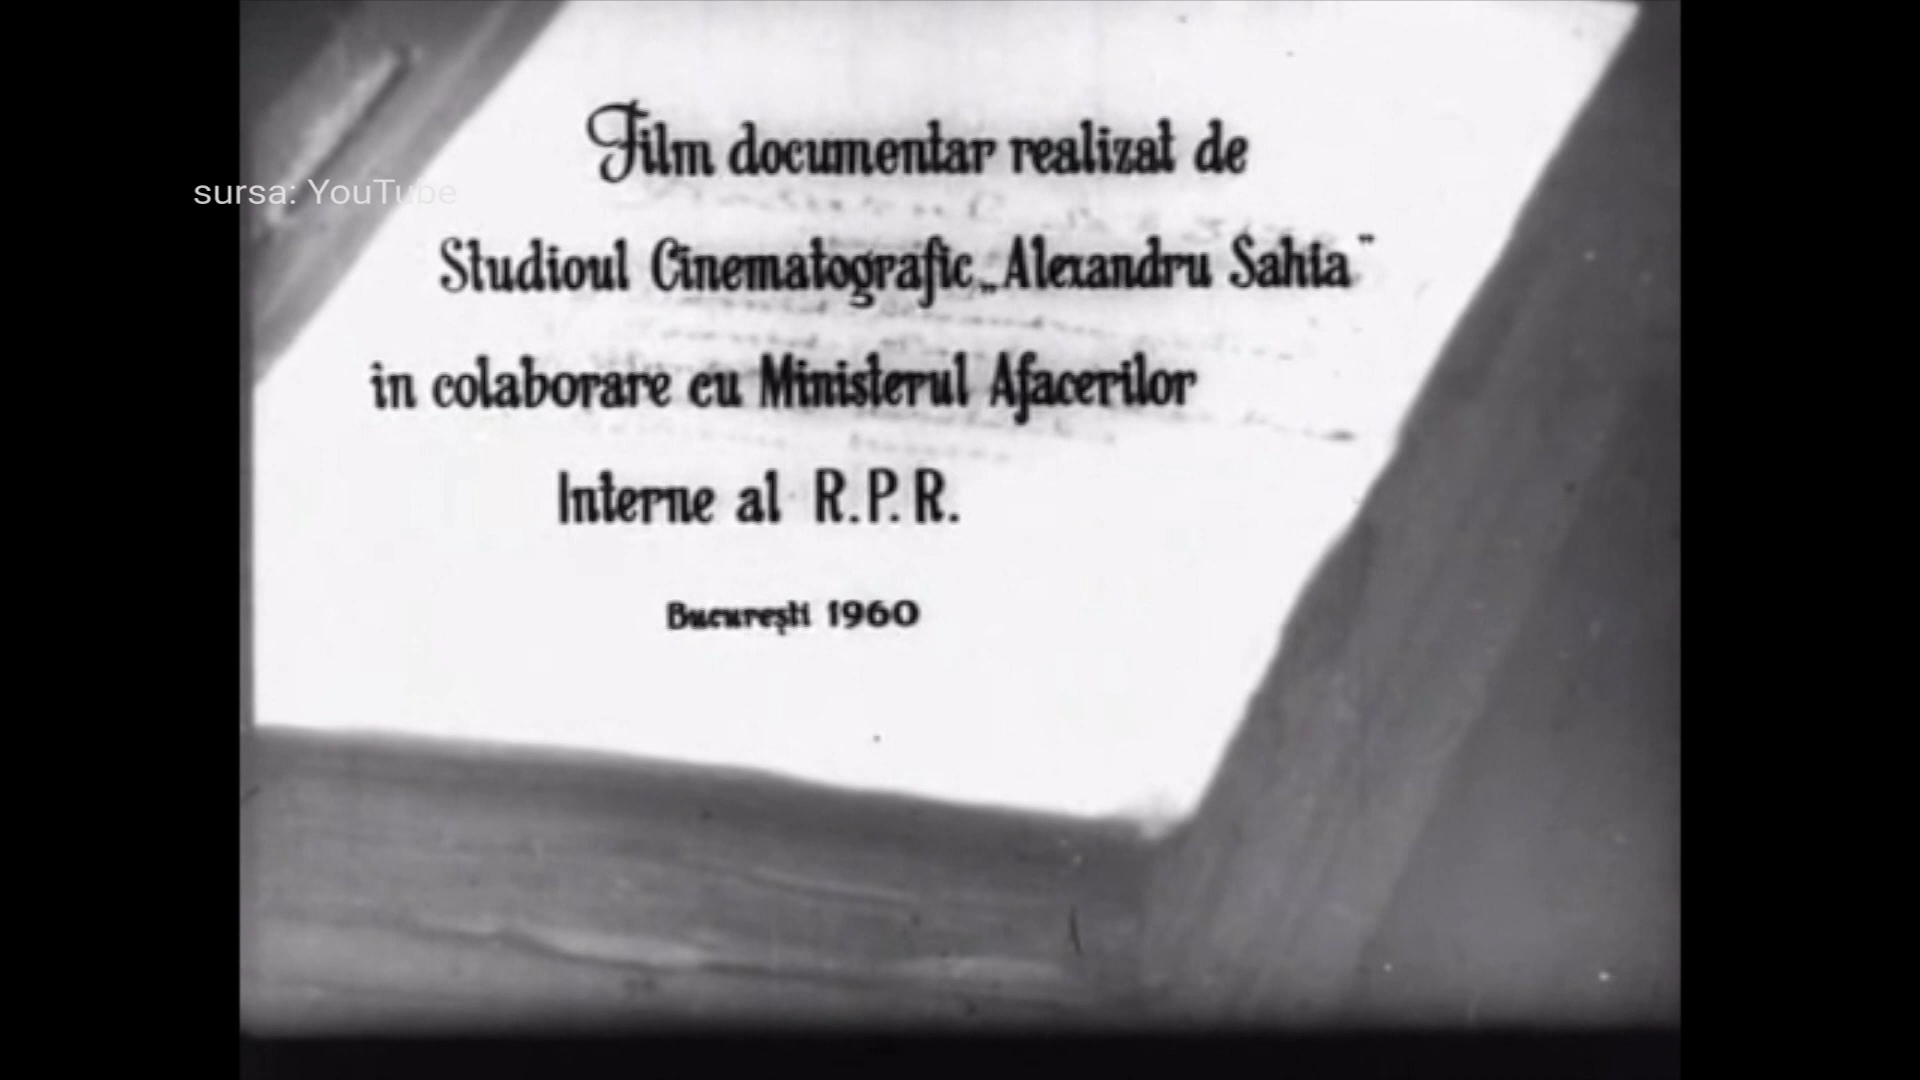 Film documentar realizat de
sursa: YouTube
Studioul Cinematografic „Alexandru Sahia”
in colaborare cu Ministerul Afacerilor
Interne al R.P.R.
București 1960